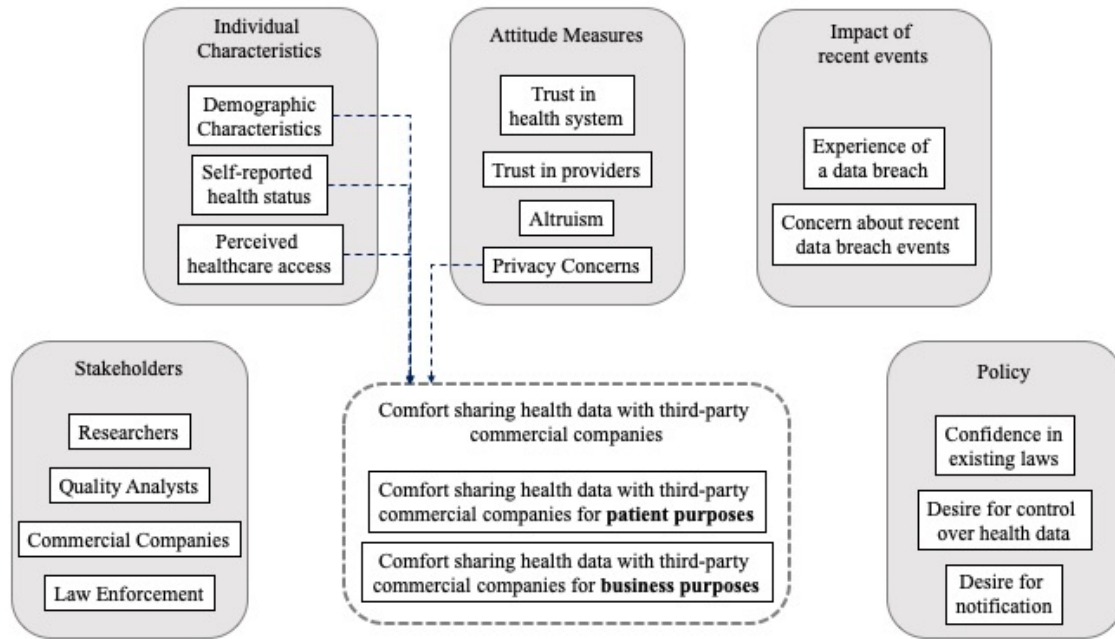 Individual
Characteristics
Demographic
Characteristics
Self-reported
health status
Perceived
healthcare access
Attitude Measures
Trust in
health system
Trust in providers
Altruism
Privacy Concerns
Impact of
recent events
Experience of
a data breach
Concern about recent
data breach events
Stakeholders
Researchers
Quality Analysts
Commercial Companies
Law Enforcement
Comfort sharing health data with third-party
commercial companies
Comfort sharing health data with third-party
commercial companies for patient purposes
Comfort sharing health data with third-party
commercial companies for business purposes
Policy
Confidence in
existing laws
Desire for control
over health data
Desire for
notification